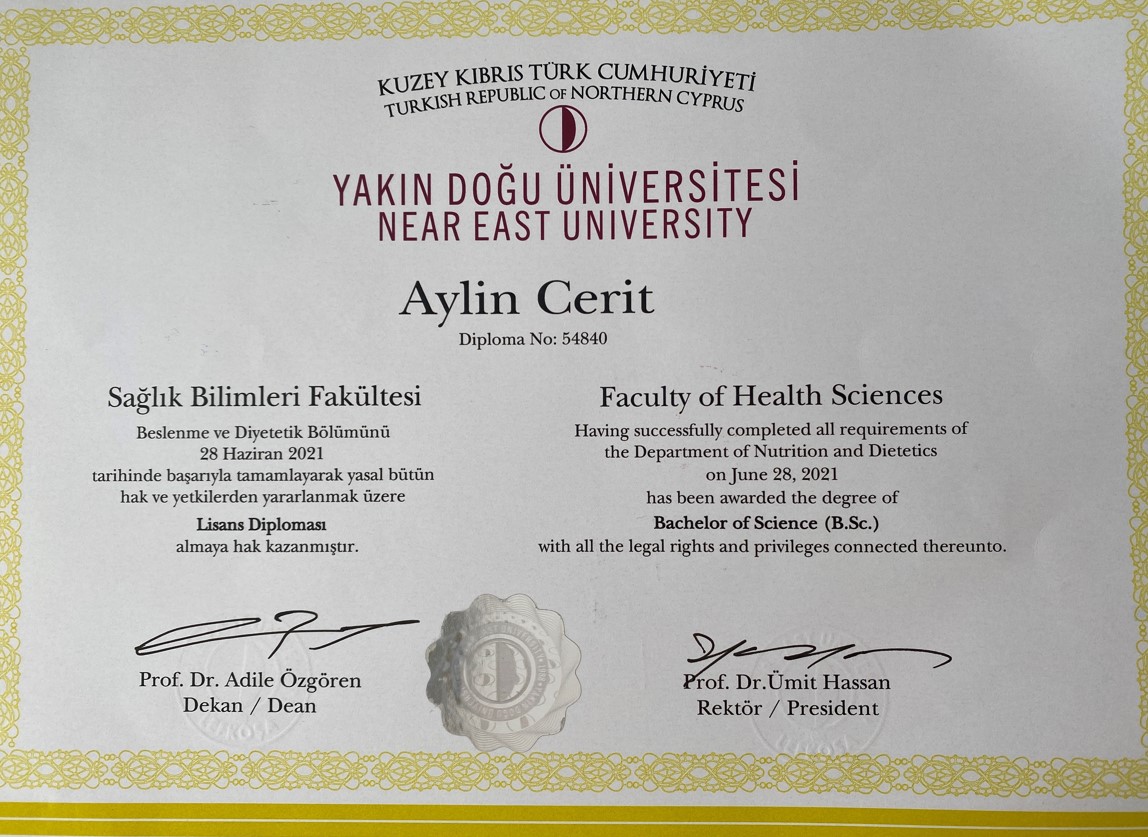 KUZEY KIBRIS TÜRK CUMHURİYETİ
TURKISH REPUBLIC OF NORTHERN CYPRUS
YAKIN DOĞU ÜNİVERSİTESİ
NEAR EAST UNIVERSITY
Aylin Cerit
Diploma No: 54840
Sağlık Bilimleri Fakültesi
Beslenme ve Diyetetik Bölümünü
28 Haziran 2021
tarihinde başarıyla tamamlayarak yasal bütün
hak ve yetkilerden yararlanmak üzere
Lisans Diploması
almaya hak kazanmıştır.
Faculty of Health Sciences
Having successfully completed all requirements of
the Department of Nutrition and Dietetics
on June 28, 2021
has been awarded the degree of
Bachelor of Science (B.Sc.)
with all the legal rights and privileges connected thereunto.
Prof. Dr. Adile Özgören
Dekan / Dean
Prof. Dr.Ümit Hassan
Rektör / President
LEFKOŞA
LEFKOŞA